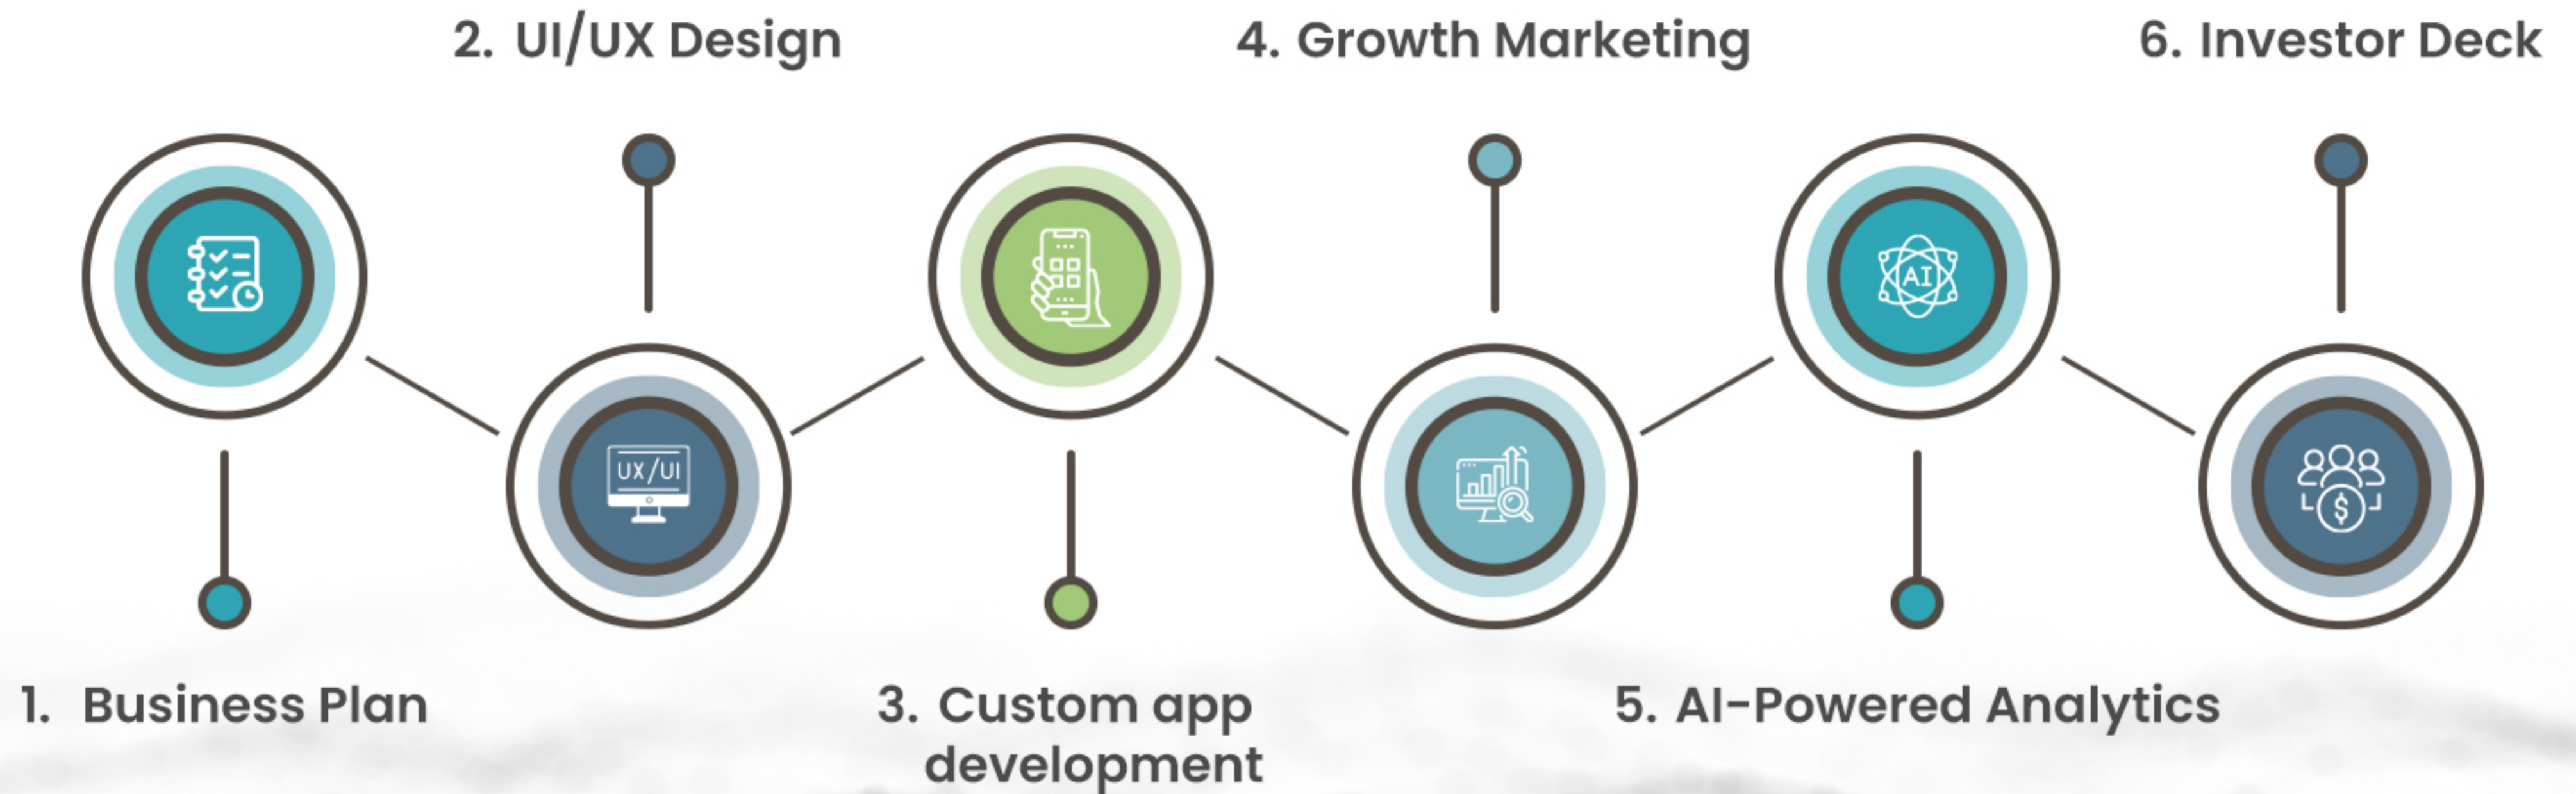 1. Business Plan
2. UI/UX Design
UX/UI
3. Custom app
development
4. Growth Marketing
5. AI-Powered Analytics
AI
6. Investor Deck
$